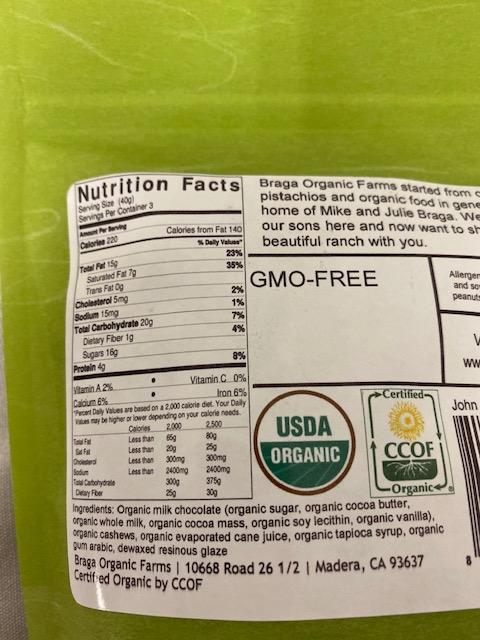 Nutrition Facts
Serving Size (40g)
Servings Per Container 3
Amount Per Serving
Calories 220 Calories from Fat 140
% Daily Values*
Total Fat 15g 23%
Saturated Fat 7g 35%
Trans Fat 0g
Cholesterol 5mg 2%
Sodium 15mg 1%
Total Carbohydrate 20g 7%
Dietary Fiber 1g 4%
Sugars 16g
Protein 4g 8%
Vitamin A 2% • Vitamin C 0%
Calcium 6% • Iron 6%
*Percent Daily Values are based on a 2,000 calorie diet. Your Daily
Values may be higher or lower depending on your calorie needs.
Calories 2,000 2,500
Total Fat Less than 65g 80g
Sat Fat Less than 20g 25g
Cholesterol Less than 300mg 300mg
Sodium Less than 2400mg 2400mg
Total Carbohydrate 300g 375g
Dietary Fiber 25g 30g
Braga Organic Farms started from
pistachios and organic food in gene
home of Mike and Julie Braga. We
our sons here and now want to sh
beautiful ranch with you.
GMO-FREE
Allergen
and so
peanuts
ww
USDA
ORGANIC
Certified
CCOF
Organic
John
8
Ingredients: Organic milk chocolate (organic sugar, organic cocoa butter,
organic whole milk, organic cocoa mass, organic soy lecithin, organic vanilla),
organic cashews, organic evaporated cane juice, organic tapioca syrup, organic
gum arabic, dewaxed resinous glaze
Braga Organic Farms | 10668 Road 26 1/2 | Madera, CA 93637
Certified Organic by CCOF